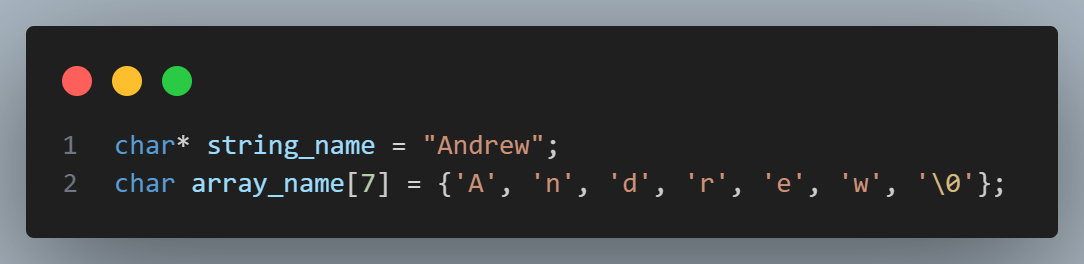 1 char* string_name = "Andrew";
2 char array_name[7] = {'A', 'n', 'd', 'r', 'e', 'w', '\0'};